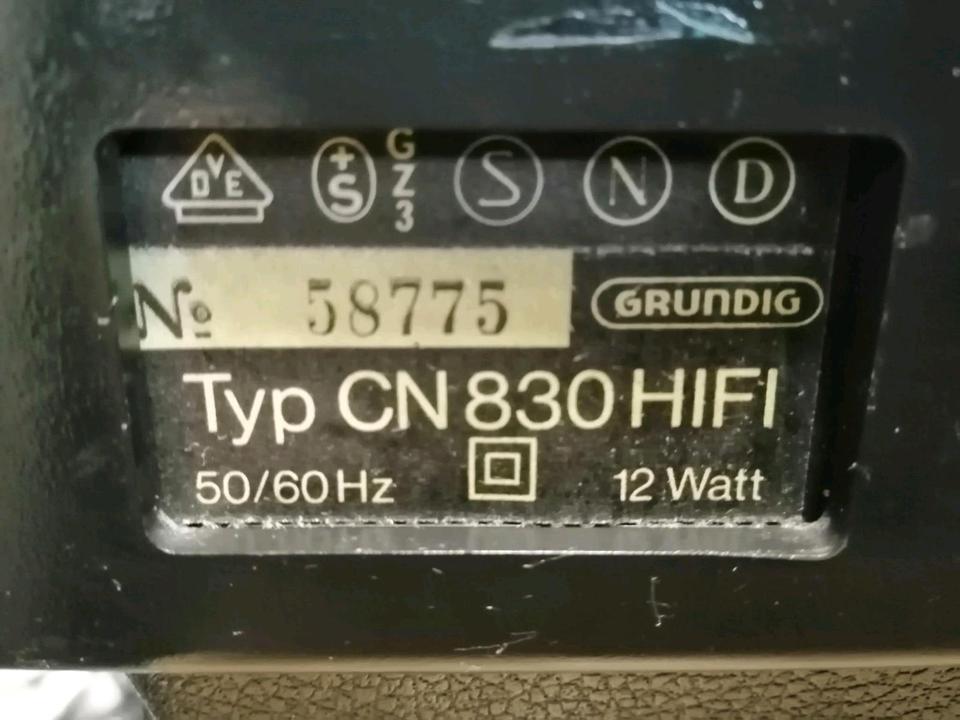 DVE +S GZ3 S N D
№ 58775 GRUNDIG
Typ CN 830 HIFI
50/60 Hz 12 Watt